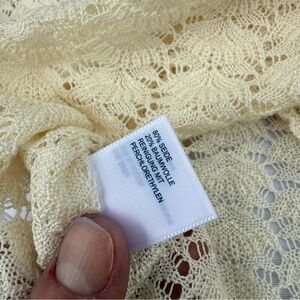 80% SEIDE
20% BAUMWOLLE
REINIGUNG MIT
PERCHLORETHYLEN